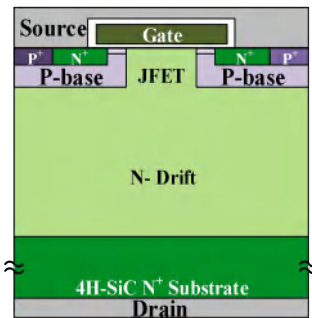 Source
Gate
P+ N+ N+ P+
P-base JFET P-base
N- Drift
4H-SiC N+ Substrate
Drain